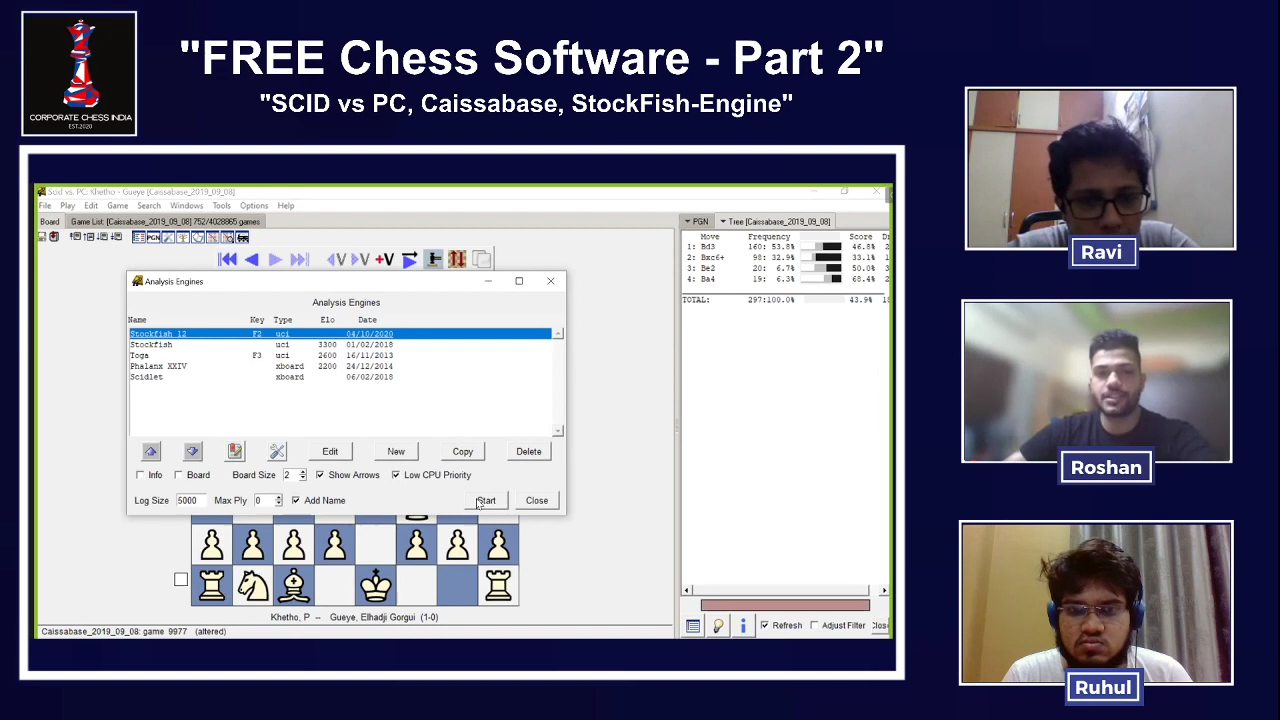 "FREE Chess Software - Part 2"
"SCID vs PC, Caissabase, StockFish-Engine"
CORPORATE CHESS INDIA
EST.2020
Scid vs. PC: Khetho - Gueye [Caissabase_2019_09_08]
File Play Edit Game Search Windows Tools Options Help
Board Game List: [Caissabase_2019_09_08] 752/4028865 games
PGN Tree [Caissabase_2019_09_08]
PGN
V V +V
Move Frequency Score
1: Bd3 160: 53.8% 46.8%
2: Bxc6+ 98: 32.9% 33.1%
3: Be2 20: 6.7% 50.0%
4: Ba4 19: 6.3% 68.4%
TOTAL: 297:100.0% 43.9%
Analysis Engines
Analysis Engines
Name Key Type Elo Date
Stockfish 12 F2 uci 04/10/2020
Stockfish uci 3300 01/02/2018
Toga F3 uci 2600 16/11/2013
Phalanx XXIV xboard 2200 24/12/2014
Scidlet xboard 06/02/2018
Edit New Copy Delete
Info Board Board Size 2 Show Arrows Low CPU Priority
Log Size 5000 Max Ply 0 Add Name Start Close
Khetho, P -- Gueye, Elhadji Gorgui (1-0)
Caissabase_2019_09_08: game 9977 (altered)
Refresh Adjust Filter
Ravi
Roshan
Ruhul